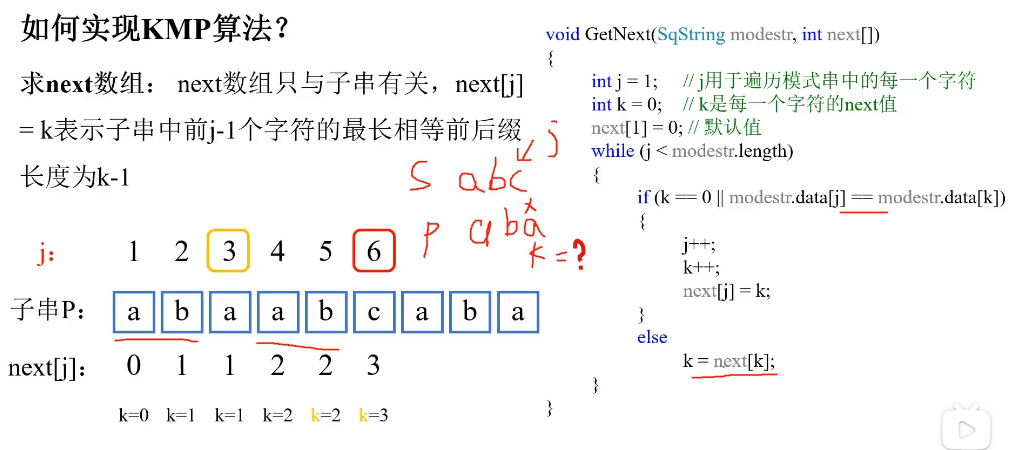 如何实现KMP算法？
求next数组： next数组只与子串有关，next[j]
= k表示子串中前j-1个字符的最长相等前后缀
长度为k-1
j
S abc
P aba
K = ?
j： 1 2 3 4 5 6
子串P： a b a a b c a b a
next[j]： 0 1 1 2 2 3
k=0 k=1 k=1 k=2 k=2 k=3
void GetNext(SqString modestr, int next[])
{
int j = 1; // j用于遍历模式串中的每一个字符
int k = 0; // k是每一个字符的next值
next[1] = 0; // 默认值
while (j < modestr.length)
{
if (k == 0 || modestr.data[j] == modestr.data[k])
{
j++;
k++;
next[j] = k;
}
else
k = next[k];
}
}